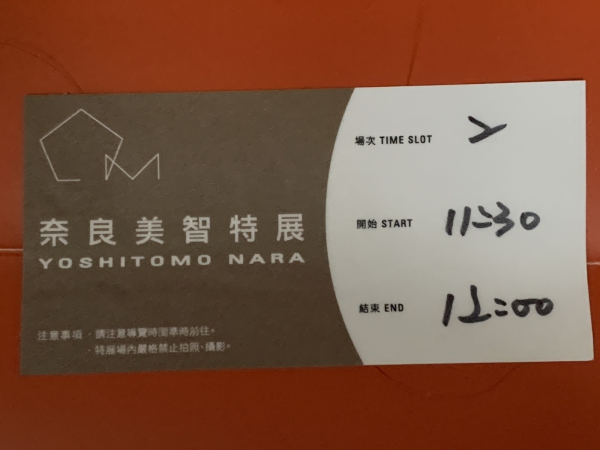 奈良美智特展
YOSHITOMO NARA
注意事項 · 請注意導覽時間準時前往。
· 特展場內嚴格禁止拍照、攝影。
場次 TIME SLOT 2
開始 START 11:30
結束 END 12:00